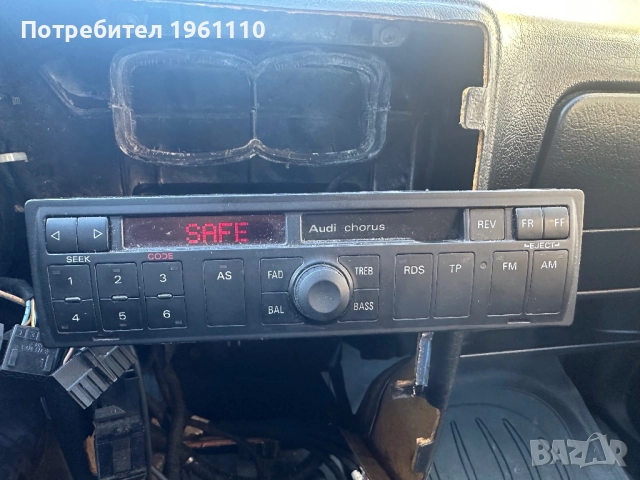 Потребител 1961110
SAFE
Audi chorus
REV
FR FF
EJECT
SEEK
CODE
1 2 3
4 5 6
AS
FAD
TREB
BAL
BASS
RDS
TP
FM
AM
BAZAR